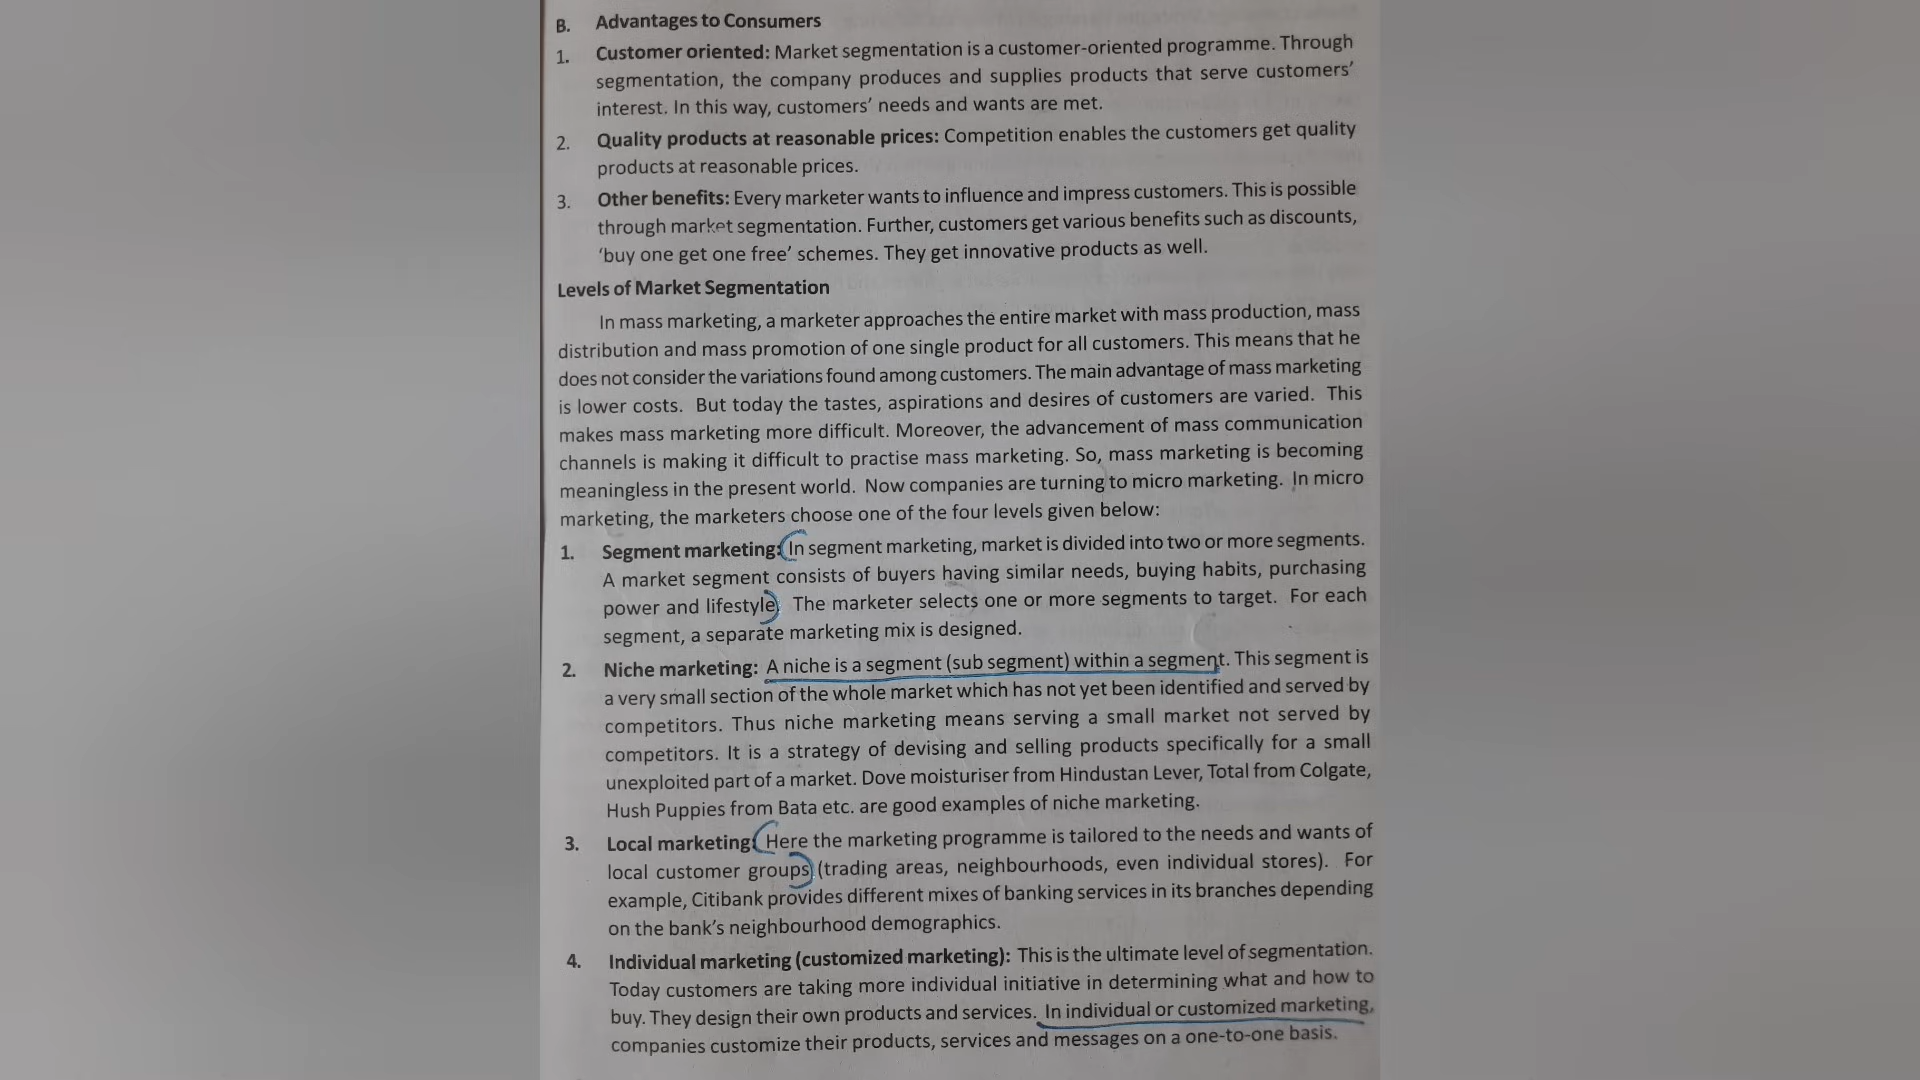 B. Advantages to Consumers
1. Customer oriented: Market segmentation is a customer-oriented programme. Through
segmentation, the company produces and supplies products that serve customers’
interest. In this way, customers’ needs and wants are met.
2. Quality products at reasonable prices: Competition enables the customers get quality
products at reasonable prices.
3. Other benefits: Every marketer wants to influence and impress customers. This is possible
through market segmentation. Further, customers get various benefits such as discounts,
‘buy one get one free’ schemes. They get innovative products as well.
Levels of Market Segmentation
In mass marketing, a marketer approaches the entire market with mass production, mass
distribution and mass promotion of one single product for all customers. This means that he
does not consider the variations found among customers. The main advantage of mass marketing
is lower costs. But today the tastes, aspirations and desires of customers are varied. This
makes mass marketing more difficult. Moreover, the advancement of mass communication
channels is making it difficult to practise mass marketing. So, mass marketing is becoming
meaningless in the present world. Now companies are turning to micro marketing. In micro
marketing, the marketers choose one of the four levels given below:
1. Segment marketing: In segment marketing, market is divided into two or more segments.
A market segment consists of buyers having similar needs, buying habits, purchasing
power and lifestyle. The marketer selects one or more segments to target. For each
segment, a separate marketing mix is designed.
2. Niche marketing: A niche is a segment (sub segment) within a segment. This segment is
a very small section of the whole market which has not yet been identified and served by
competitors. Thus niche marketing means serving a small market not served by
competitors. It is a strategy of devising and selling products specifically for a small
unexploited part of a market. Dove moisturiser from Hindustan Lever, Total from Colgate,
Hush Puppies from Bata etc. are good examples of niche marketing.
3. Local marketing: Here the marketing programme is tailored to the needs and wants of
local customer groups (trading areas, neighbourhoods, even individual stores). For
example, Citibank provides different mixes of banking services in its branches depending
on the bank’s neighbourhood demographics.
4. Individual marketing (customized marketing): This is the ultimate level of segmentation.
Today customers are taking more individual initiative in determining what and how to
buy. They design their own products and services. In individual or customized marketing,
companies customize their products, services and messages on a one-to-one basis.